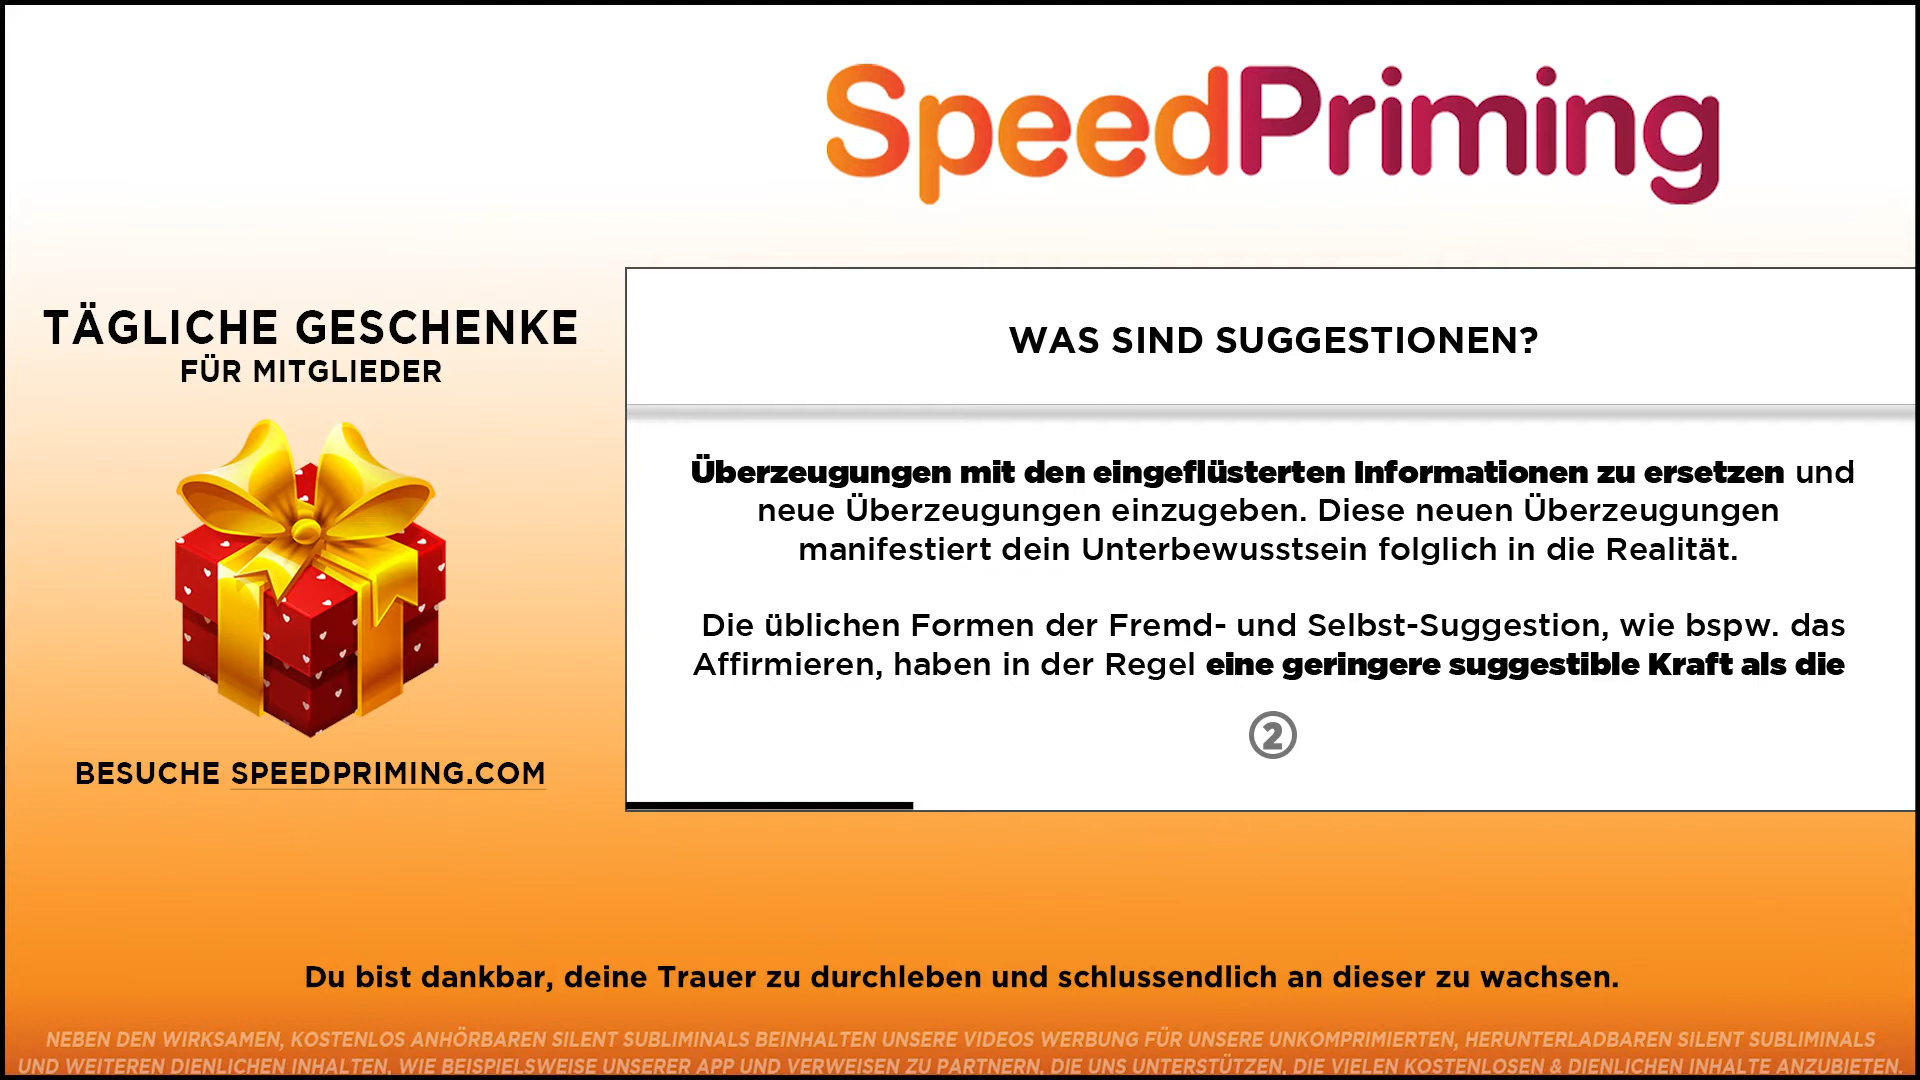 SpeedPriming
TÄGLICHE GESCHENKE
FÜR MITGLIEDER
BESUCHE SPEEDPRIMING.COM
WAS SIND SUGGESTIONEN?
Überzeugungen mit den eingeflüsterten Informationen zu ersetzen und
neue Überzeugungen einzugeben. Diese neuen Überzeugungen
manifestiert dein Unterbewusstsein folglich in die Realität.
Die üblichen Formen der Fremd- und Selbst-Suggestion, wie bspw. das
Affirmieren, haben in der Regel eine geringere suggestible Kraft als die
2
Du bist dankbar, deine Trauer zu durchleben und schlussendlich an dieser zu wachsen.
NEBEN DEN WIRKSAMEN, KOSTENLOS ANHÖRBAREN SILENT SUBLIMINALS BEINHALTEN UNSERE VIDEOS WERBUNG FÜR UNSERE UNKOMPRIMIERTEN, HERUNTERLADBAREN SILENT SUBLIMINALS
UND WEITEREN DIENLICHEN INHALTEN, WIE BEISPIELSWEISE UNSERER APP UND VERWEISEN ZU PARTNERN, DIE UNS UNTERSTÜTZEN, DIE VIELEN KOSTENLOSEN & DIENLICHEN INHALTE ANZUBIETEN.